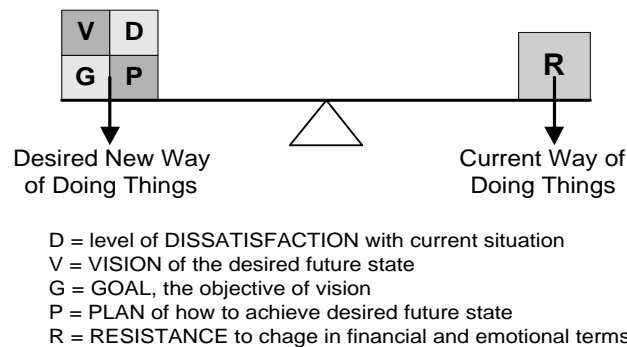 V D
G P
R
Desired New Way
of Doing Things
Current Way of
Doing Things
D = level of DISSATISFACTION with current situation
V = VISION of the desired future state
G = GOAL, the objective of vision
P = PLAN of how to achieve desired future state
R = RESISTANCE to chage in financial and emotional terms